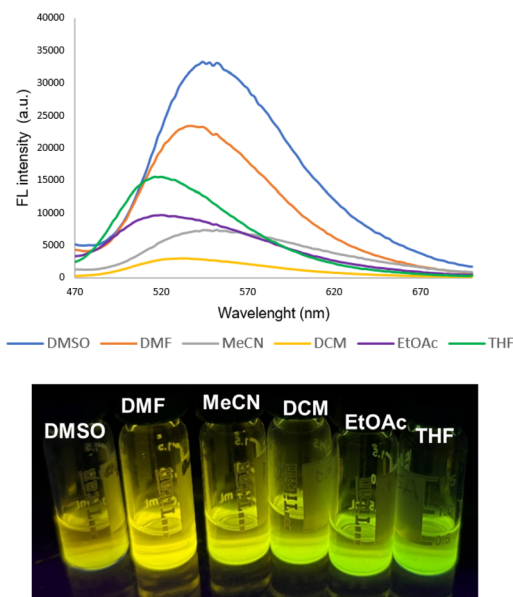 40000
35000
30000
25000
20000
15000
10000
5000
0
FL intensity (a.u.)
470 520 570 620 670
Wavelenght (nm)
DMSO DMF MeCN DCM EtOAc THF
DMSO DMF MeCN DCM EtOAc THF